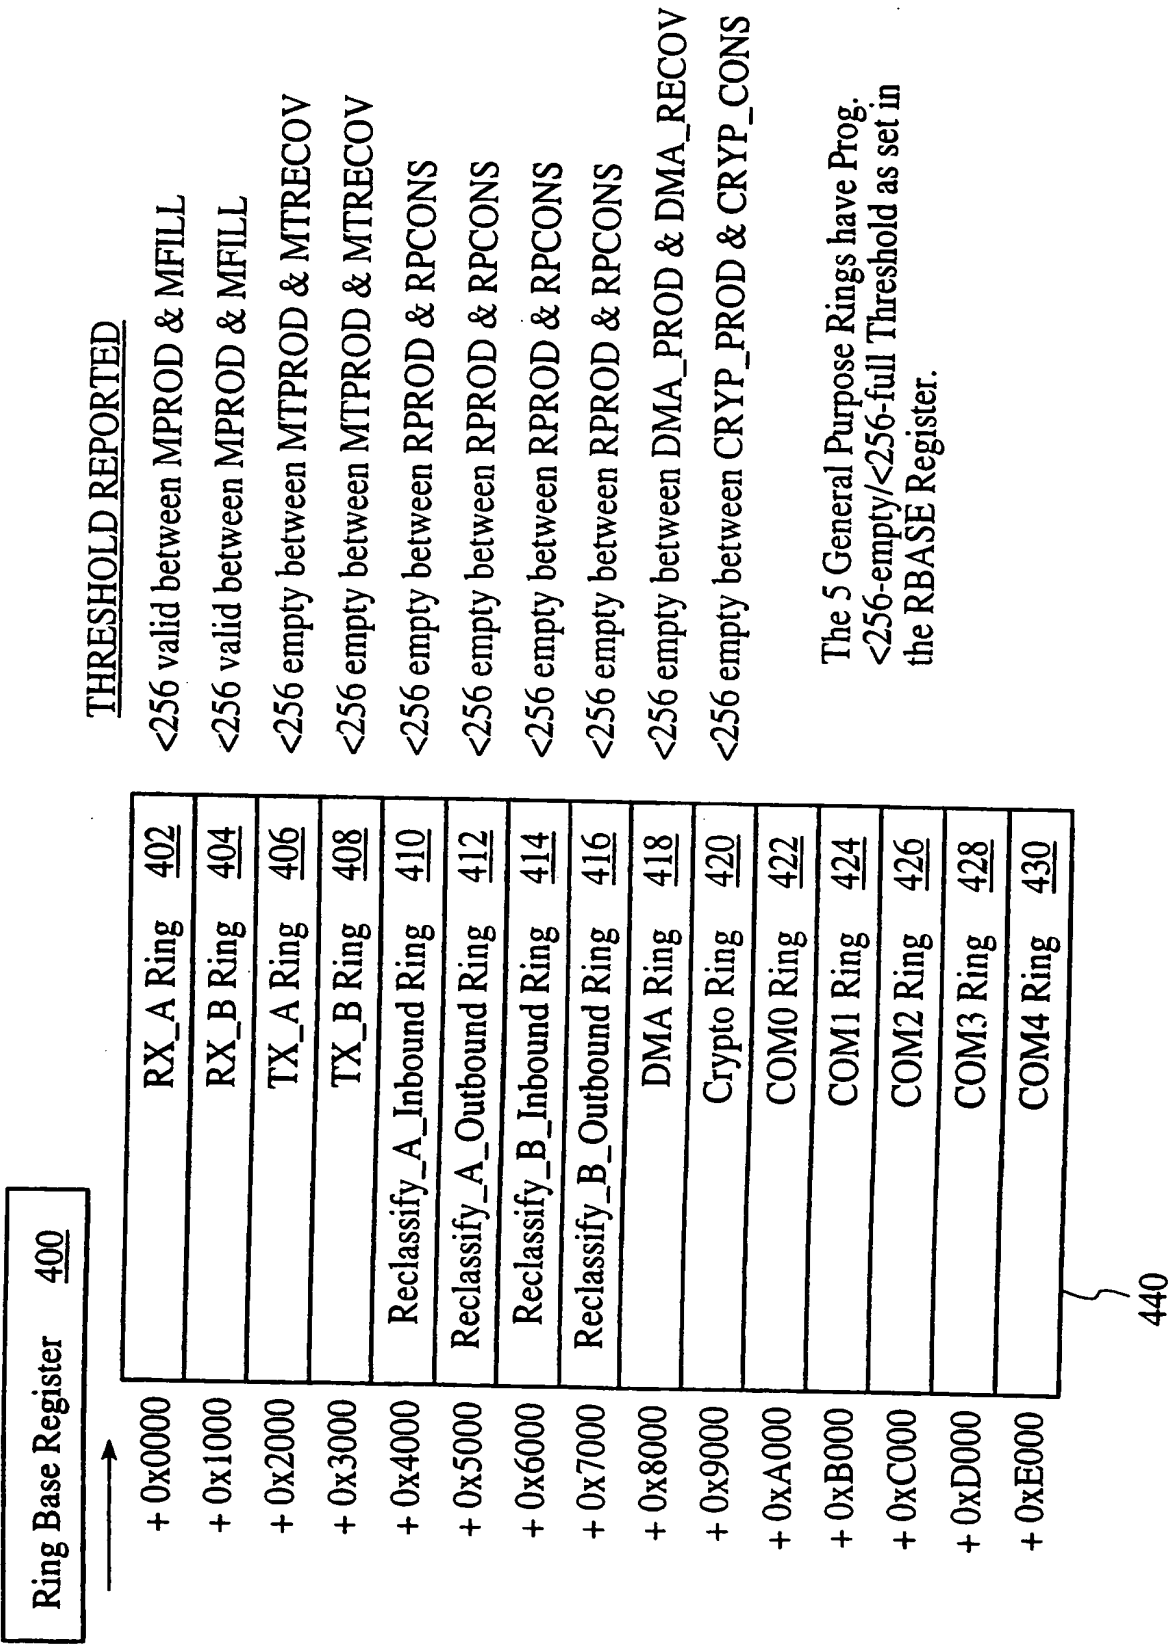 Ring Base Register 400
THRESHOLD REPORTED
+ 0x0000 RX_A Ring 402 <256 valid between MPROD & MFILL
+ 0x1000 RX_B Ring 404 <256 valid between MPROD & MFILL
+ 0x2000 TX_A Ring 406 <256 empty between MTPROD & MTRECOV
+ 0x3000 TX_B Ring 408 <256 empty between MTPROD & MTRECOV
+ 0x4000 Reclassify_A_Inbound Ring 410 <256 empty between RPROD & RPCONS
+ 0x5000 Reclassify_A_Outbound Ring 412 <256 empty between RPROD & RPCONS
+ 0x6000 Reclassify_B_Inbound Ring 414 <256 empty between RPROD & RPCONS
+ 0x7000 Reclassify_B_Outbound Ring 416 <256 empty between RPROD & RPCONS
+ 0x8000 DMA Ring 418 <256 empty between DMA_PROD & DMA_RECOV
+ 0x9000 Crypto Ring 420 <256 empty between CRYP_PROD & CRYP_CONS
+ 0xA000 COM0 Ring 422
+ 0xB000 COM1 Ring 424
+ 0xC000 COM2 Ring 426
+ 0xD000 COM3 Ring 428
+ 0xE000 COM4 Ring 430
The 5 General Purpose Rings have Prog.
<256-empty/<256-full Threshold as set in
the RBASE Register.
440